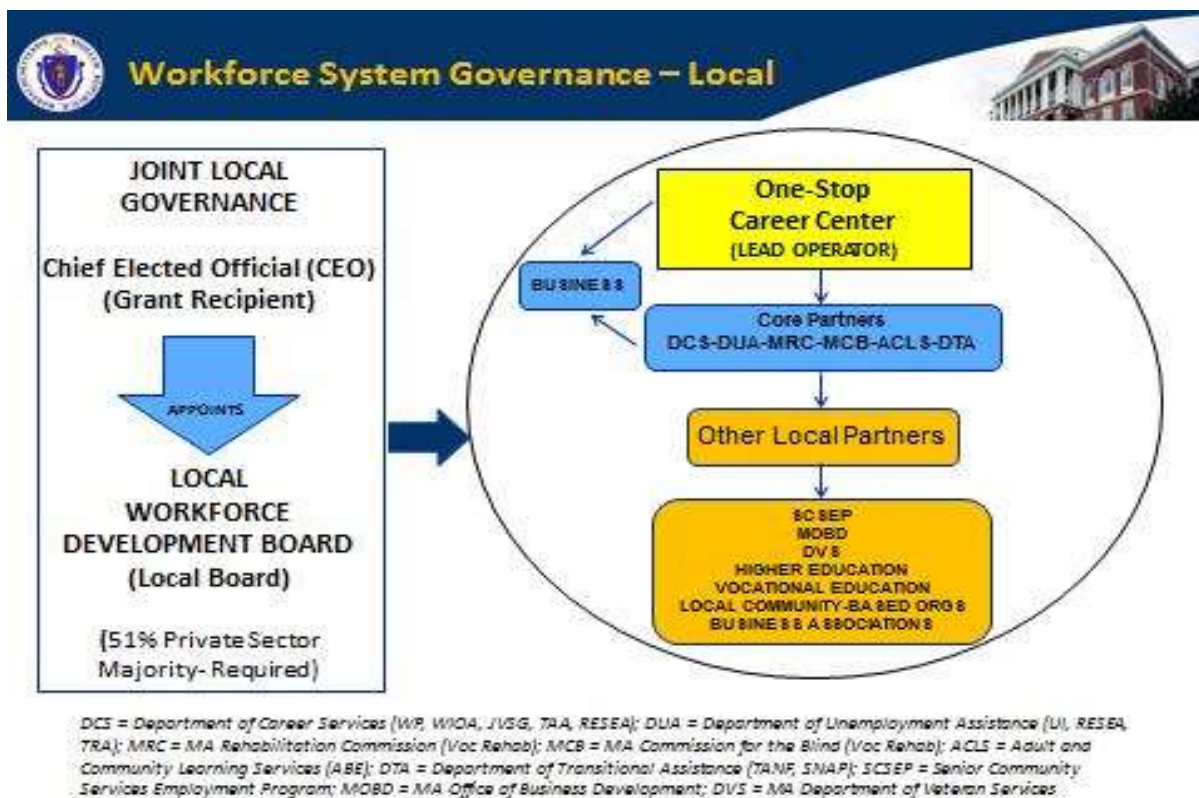 Workforce System Governance – Local
JOINT LOCAL
GOVERNANCE
Chief Elected Official (CEO)
(Grant Recipient)
APPOINTS
LOCAL
WORKFORCE
DEVELOPMENT BOARD
(Local Board)
(51% Private Sector
Majority- Required)
One-Stop
Career Center
(LEAD OPERATOR)
BUSINESS
Core Partners
DCS-DUA-MRC-MCB-ACLS-DTA
Other Local Partners
SCSEP
MOBD
DVS
HIGHER EDUCATION
VOCATIONAL EDUCATION
LOCAL COMMUNITY-BASED ORGS
BUSINESS ASSOCIATIONS
DCS = Department of Career Services (WP, WIOA, JVSG, TAA, RESEA); DUA = Department of Unemployment Assistance (UI, RESEA,
TRA); MRC = MA Rehabilitation Commission (Voc Rehab); MCB = MA Commission for the Blind (Voc Rehab); ACLS = Adult and
Community Learning Services (ABE); DTA = Department of Transitional Assistance (TANF, SNAP); SCSEP = Senior Community
Services Employment Program; MOBD = MA Office of Business Development; DVS = MA Department of Veteran Services